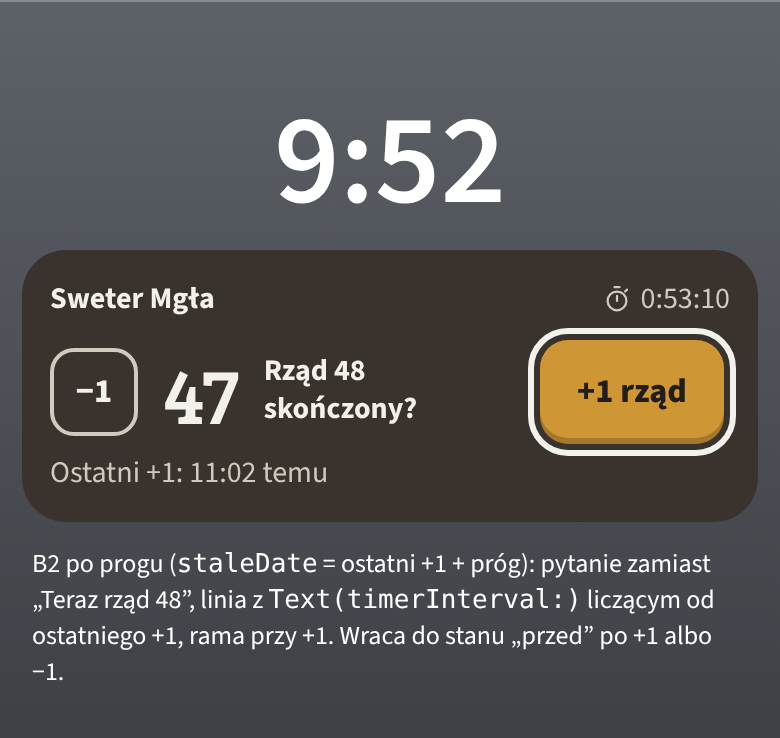 9:52
Sweter Mgła
0:53:10
−1
47
Rząd 48
skończony?
+1 rząd
Ostatni +1: 11:02 temu
B2 po progu (staleDate = ostatni +1 + próg): pytanie zamiast
„Teraz rząd 48”, linia z Text(timerInterval:) liczącym od
ostatniego +1, rama przy +1. Wraca do stanu „przed” po +1 albo
−1.